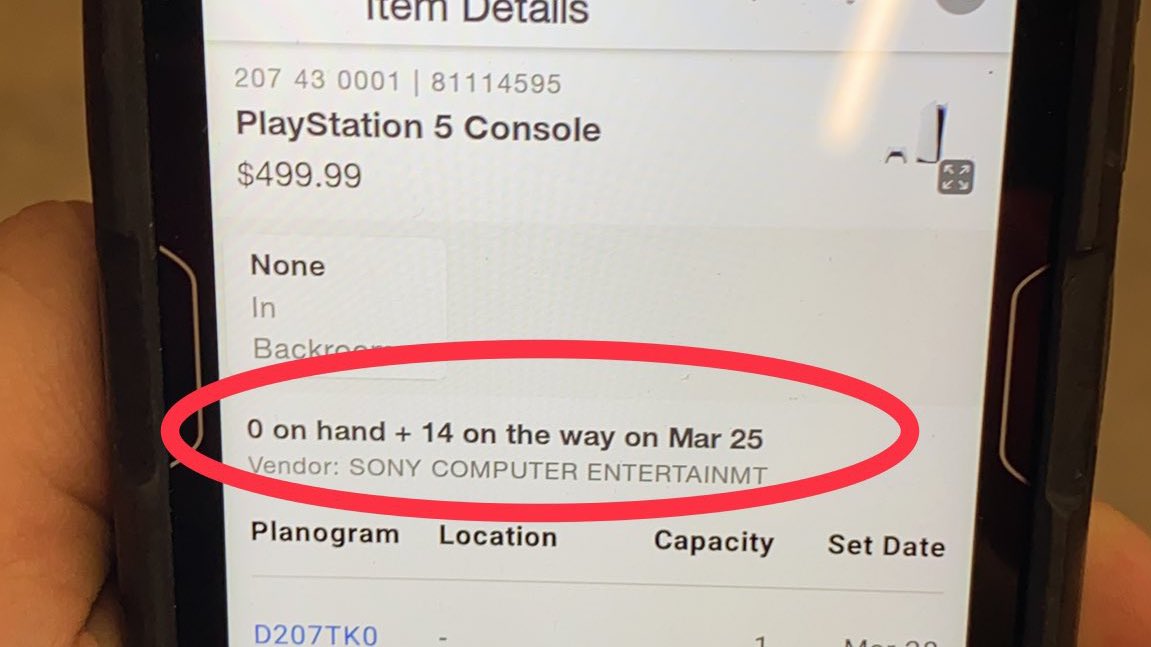 Item Details
207 43 0001 | 81114595
PlayStation 5 Console
$499.99
None
In
Backroom
0 on hand + 14 on the way on Mar 25
Vendor: SONY COMPUTER ENTERTAINMT
Planogram Location Capacity Set Date
D207TK0 - 1 Mar